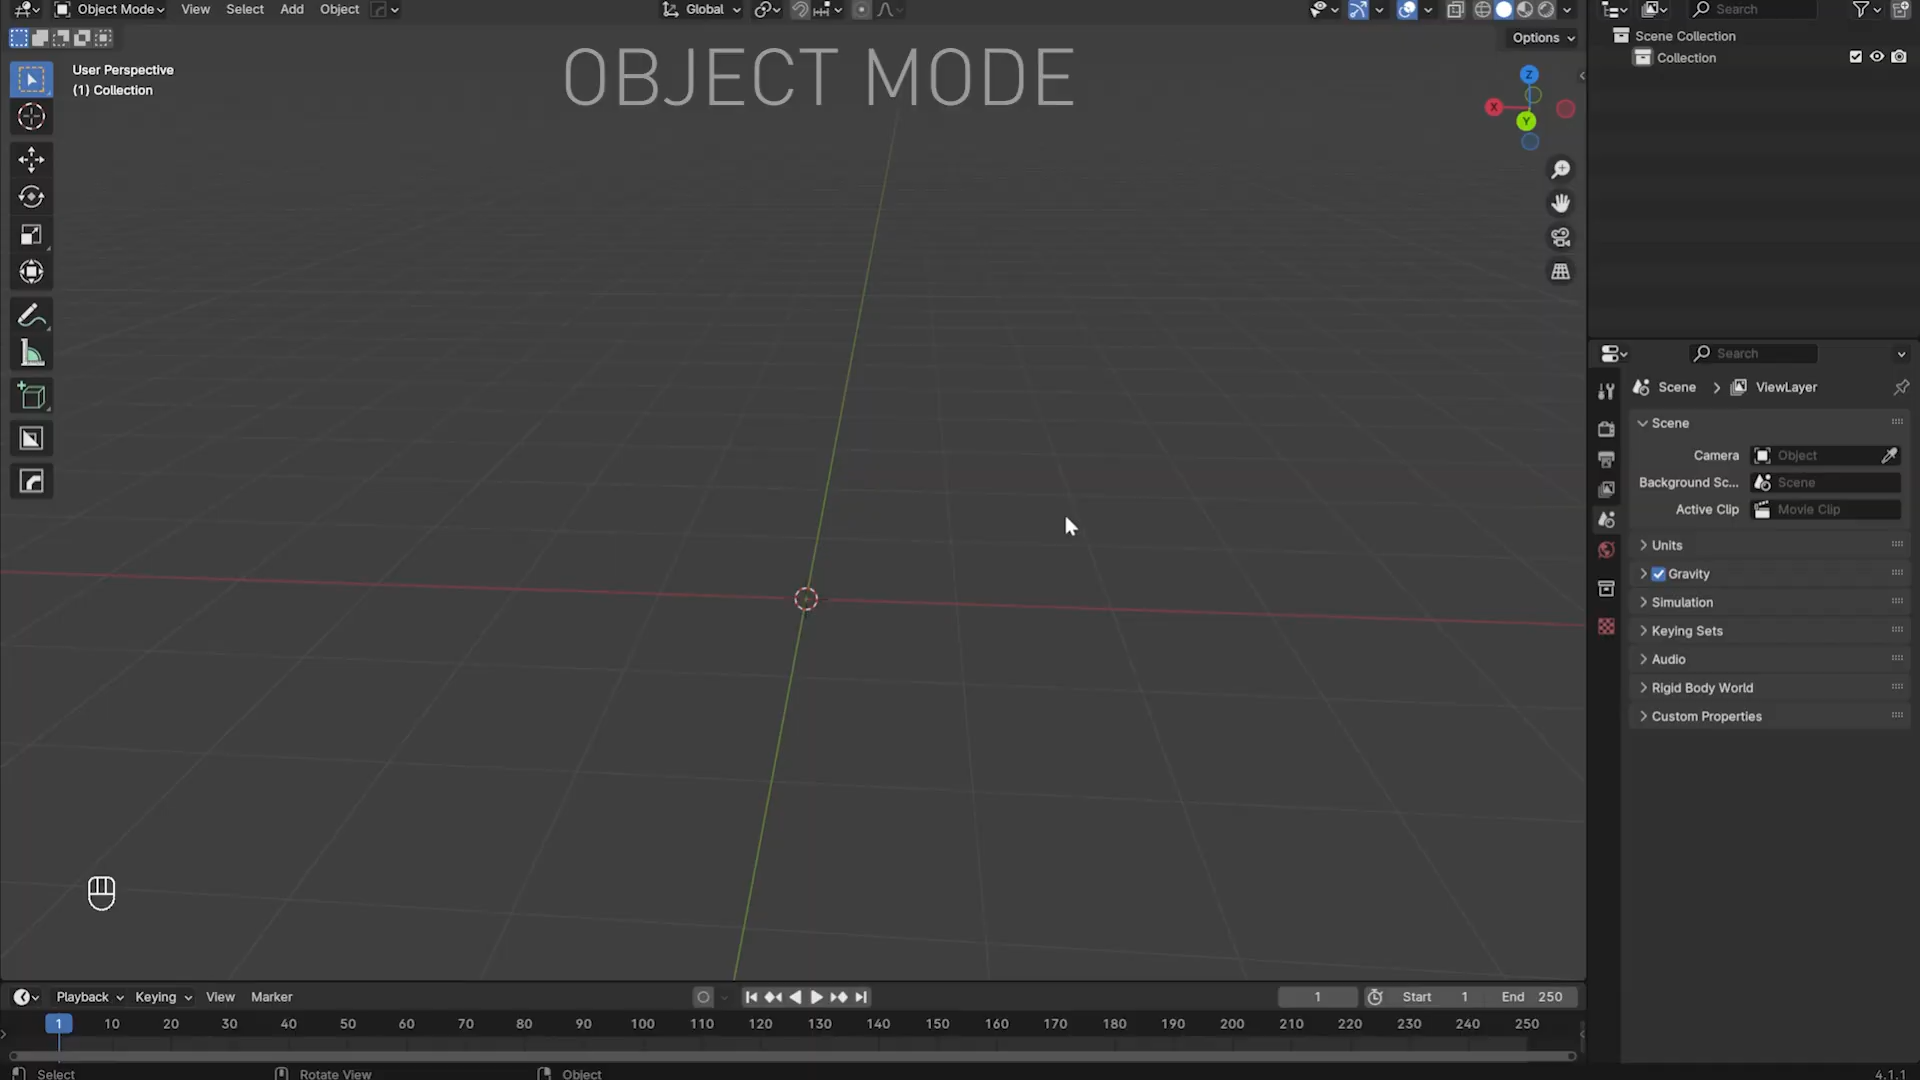 Object Mode View Select Add Object Global Search
Options
Scene Collection
Collection
User Perspective
(1) Collection
OBJECT MODE
Z
X
Y
Search
Scene ViewLayer
Scene
Camera Object
Background Sc... Scene
Active Clip Movie Clip
Units
Gravity
Simulation
Keying Sets
Audio
Rigid Body World
Custom Properties
Playback Keying View Marker 1 Start 1 End 250
1 10 20 30 40 50 60 70 80 90 100 110 120 130 140 150 160 170 180 190 200 210 220 230 240 250
Select Rotate View Object 4.1.1